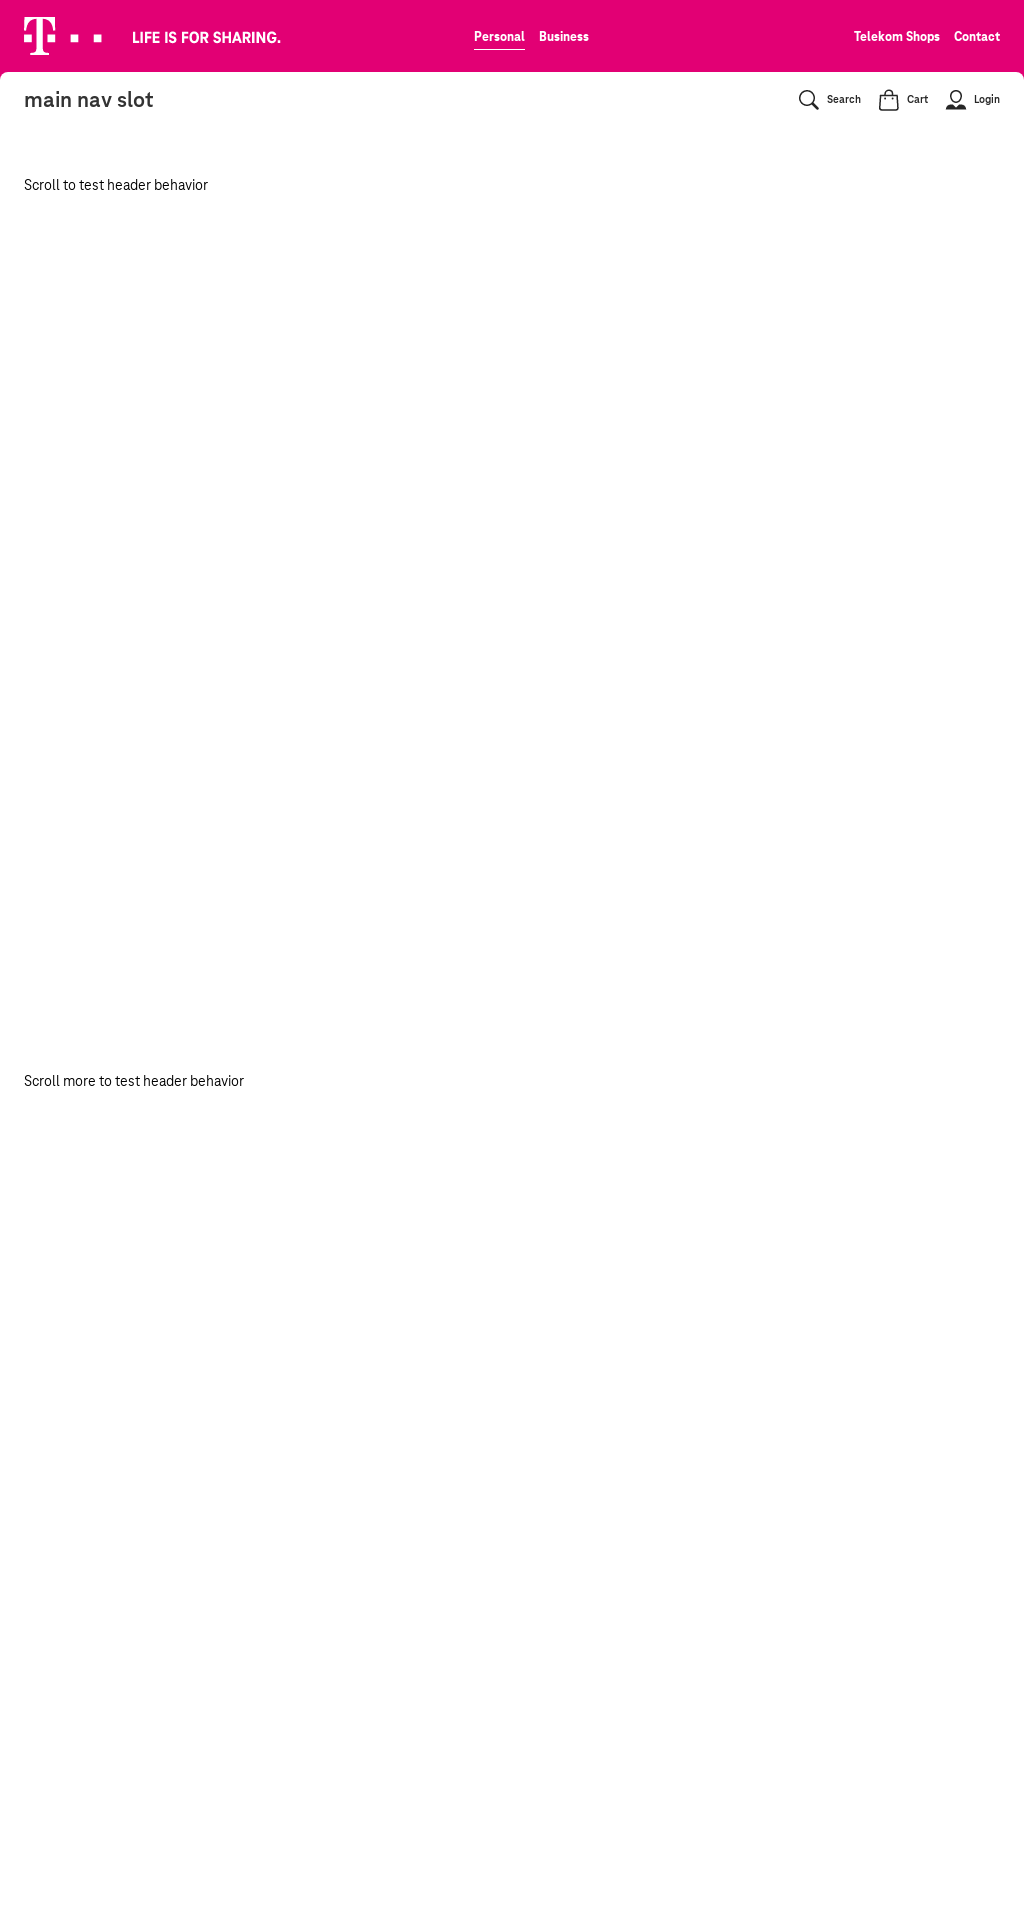 T
LIFE IS FOR SHARING.
Personal
Business
Telekom Shops
Contact
main nav slot
Search
Cart
Login
Scroll to test header behavior
Scroll more to test header behavior